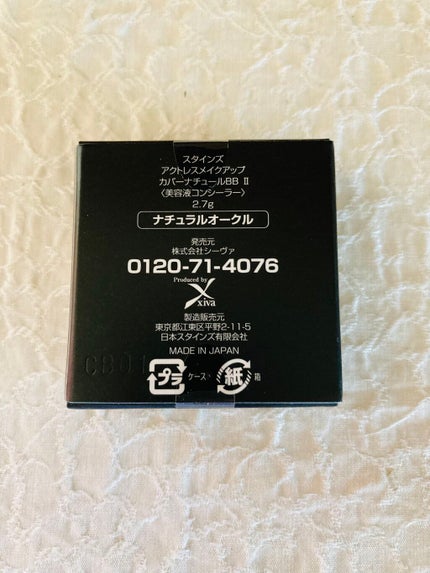 スタインズ
アクトレスメイクアップ
カバーナチュールBB Ⅱ
〈美容液コンシーラー〉
2.7g
ナチュラルオークル
発売元
株式会社シーヴァ
0120-71-4076
Produced by
xiva
製造販売元
東京都江東区平野2-11-5
日本スタインズ有限会社
MADE IN JAPAN
プラ ケース、 紙 箱